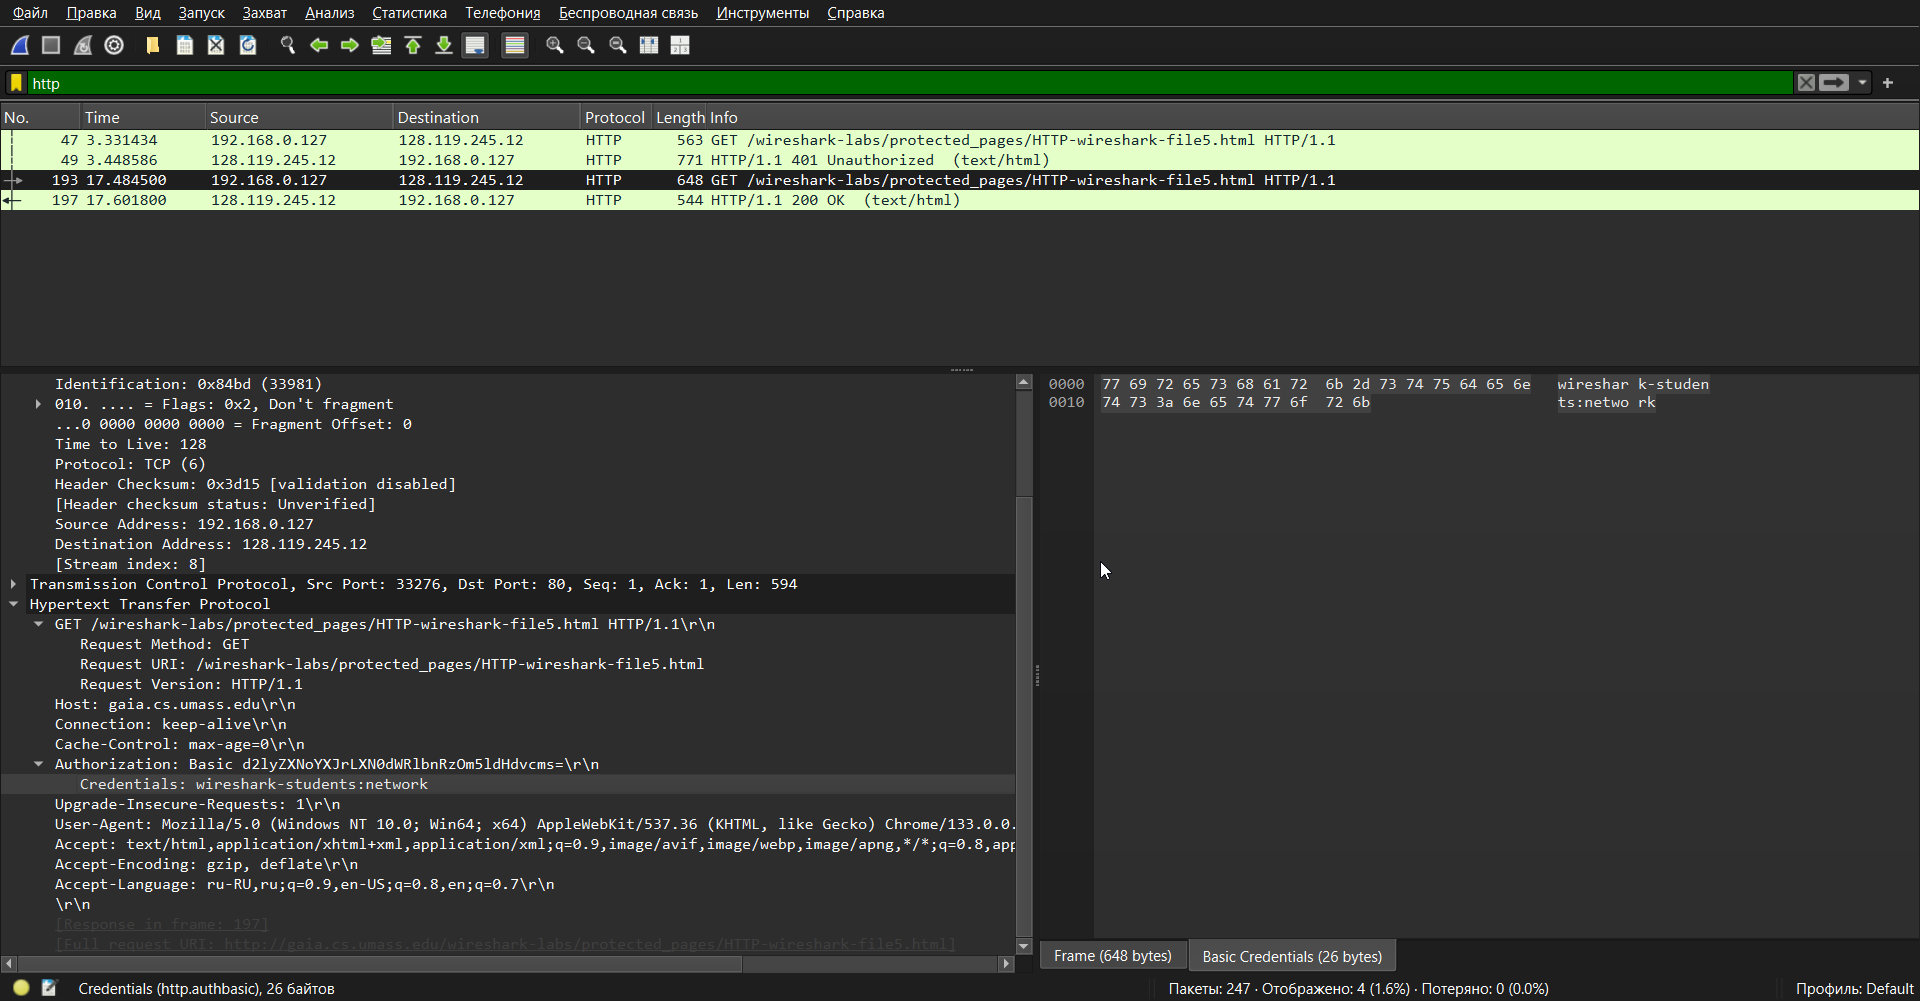 Файл Правка Вид Запуск Захват Анализ Статистика Телефония Беспроводная связь Инструменты Справка
http
No. Time Source Destination Protocol Length Info
47 3.331434 192.168.0.127 128.119.245.12 HTTP 563 GET /wireshark-labs/protected_pages/HTTP-wireshark-file5.html HTTP/1.1
49 3.448586 128.119.245.12 192.168.0.127 HTTP 771 HTTP/1.1 401 Unauthorized (text/html)
193 17.484500 192.168.0.127 128.119.245.12 HTTP 648 GET /wireshark-labs/protected_pages/HTTP-wireshark-file5.html HTTP/1.1
197 17.601800 128.119.245.12 192.168.0.127 HTTP 544 HTTP/1.1 200 OK (text/html)
Identification: 0x84bd (33981)
010. .... = Flags: 0x2, Don't fragment
...0 0000 0000 0000 = Fragment Offset: 0
Time to Live: 128
Protocol: TCP (6)
Header Checksum: 0x3d15 [validation disabled]
[Header checksum status: Unverified]
Source Address: 192.168.0.127
Destination Address: 128.119.245.12
[Stream index: 8]
Transmission Control Protocol, Src Port: 33276, Dst Port: 80, Seq: 1, Ack: 1, Len: 594
Hypertext Transfer Protocol
GET /wireshark-labs/protected_pages/HTTP-wireshark-file5.html HTTP/1.1\r\n
Request Method: GET
Request URI: /wireshark-labs/protected_pages/HTTP-wireshark-file5.html
Request Version: HTTP/1.1
Host: gaia.cs.umass.edu\r\n
Connection: keep-alive\r\n
Cache-Control: max-age=0\r\n
Authorization: Basic d2lyZXNoYXJrLXN0dWRlbnRzOm5ldHdvcms=\r\n
Credentials: wireshark-students:network
Upgrade-Insecure-Requests: 1\r\n
User-Agent: Mozilla/5.0 (Windows NT 10.0; Win64; x64) AppleWebKit/537.36 (KHTML, like Gecko) Chrome/133.0.0.
Accept: text/html,application/xhtml+xml,application/xml;q=0.9,image/avif,image/webp,image/apng,*/*;q=0.8,app
Accept-Encoding: gzip, deflate\r\n
Accept-Language: ru-RU,ru;q=0.9,en-US;q=0.8,en;q=0.7\r\n
\r\n
[Response in frame: 197]
[Full request URI: http://gaia.cs.umass.edu/wireshark-labs/protected_pages/HTTP-wireshark-file5.html]
0000 77 69 72 65 73 68 61 72 6b 2d 73 74 75 64 65 6e wireshar k-studen
0010 74 73 3a 6e 65 74 77 6f 72 6b ts:netwo rk
Frame (648 bytes) Basic Credentials (26 bytes)
Credentials (http.authbasic), 26 байтов Пакеты: 247 · Отображено: 4 (1.6%) · Потеряно: 0 (0.0%) Профиль: Default